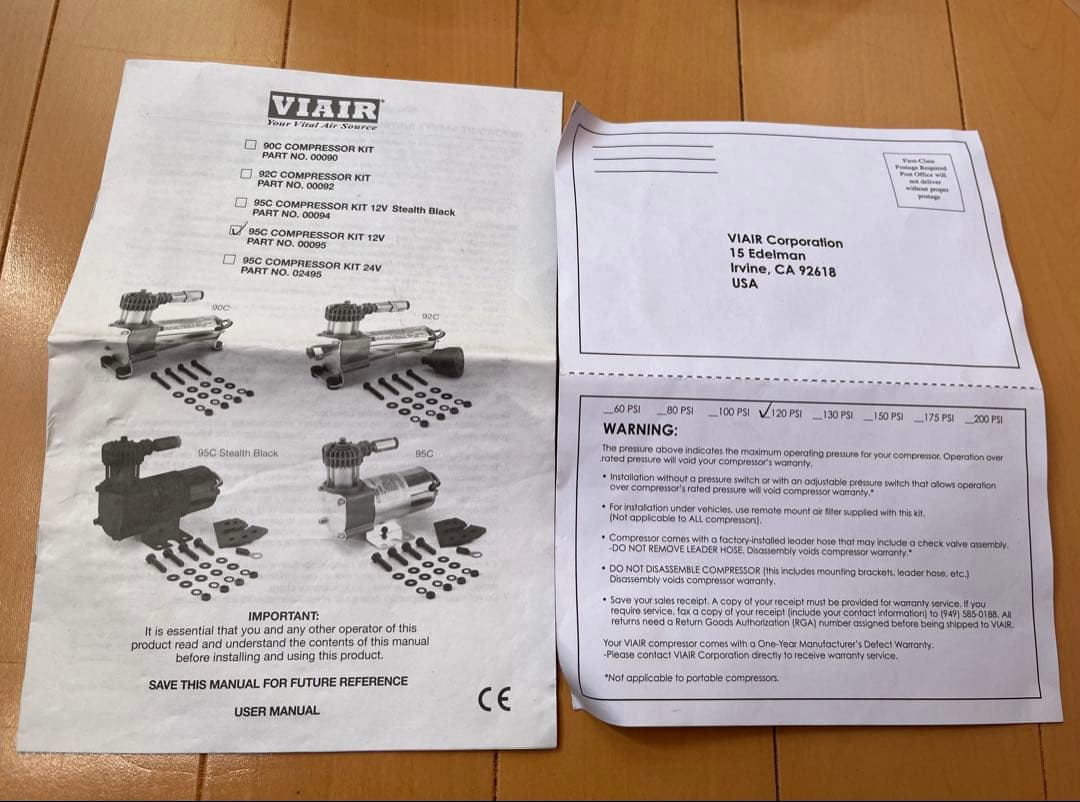 VIAIR®
Your Vital Air Source
90C COMPRESSOR KIT
PART NO. 00090
92C COMPRESSOR KIT
PART NO. 00092
95C COMPRESSOR KIT 12V Stealth Black
PART NO. 00094
95C COMPRESSOR KIT 12V
PART NO. 00095
95C COMPRESSOR KIT 24V
PART NO. 02495
90C
92C
95C Stealth Black
95C
IMPORTANT:
It is essential that you and any other operator of this
product read and understand the contents of this manual
before installing and using this product.
SAVE THIS MANUAL FOR FUTURE REFERENCE
USER MANUAL
CE
First-Class
Postage Required
Post Office will
not deliver
without proper
postage
VIAIR Corporation
15 Edelman
Irvine, CA 92618
USA
__60 PSI __80 PSI __100 PSI ✓120 PSI __130 PSI __150 PSI __175 PSI __200 PSI
WARNING:
The pressure above indicates the maximum operating pressure for your compressor. Operation over
rated pressure will void your compressor's warranty.
• Installation without a pressure switch or with an adjustable pressure switch that allows operation
over compressor's rated pressure will void compressor warranty.*
• For installation under vehicles, use remote mount air filter supplied with this kit.
(Not applicable to ALL compressors).
• Compressor comes with a factory-installed leader hose that may include a check valve assembly.
-DO NOT REMOVE LEADER HOSE. Disassembly voids compressor warranty.*
• DO NOT DISASSEMBLE COMPRESSOR (this includes mounting brackets, leader hose, etc.)
Disassembly voids compressor warranty.
• Save your sales receipt. A copy of your receipt must be provided for warranty service. If you
require service, fax a copy of your receipt (include your contact information) to (949) 585-0188. All
returns need a Return Goods Authorization (RGA) number assigned before being shipped to VIAIR.
Your VIAIR compressor comes with a One-Year Manufacturer's Defect Warranty.
-Please contact VIAIR Corporation directly to receive warranty service.
*Not applicable to portable compressors.